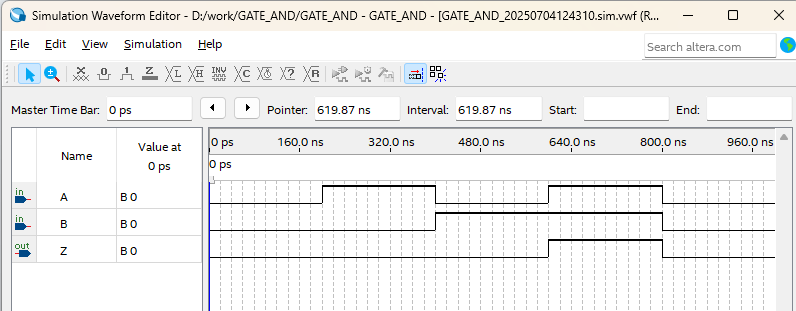 Simulation Waveform Editor - D:/work/GATE_AND/GATE_AND - GATE_AND - [GATE_AND_20250704124310.sim.vwf (R...
File Edit View Simulation Help
Search altera.com
Master Time Bar: 0 ps Pointer: 619.87 ns Interval: 619.87 ns Start: End:
Name Value at 0 ps
0 ps 160.0 ns 320.0 ns 480.0 ns 640.0 ns 800.0 ns 960.0 ns
0 ps
in A B 0
in B B 0
out Z B 0